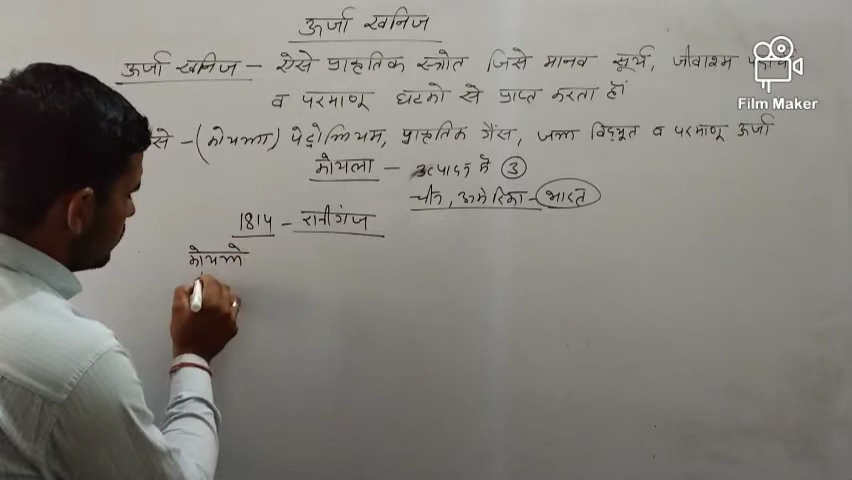 ऊर्जा खनिज
ऊर्जा खनिज – ऐसे प्राकृतिक स्त्रोत जिसे मानव सूर्य, जीवाश्म
व परमाणू घटको से प्राप्त करता हैं
से – (कोयला) पेट्रोलियम, प्राकृतिक गैंस, जल विद्युत व परमाणू ऊर्जा
कोयला – उत्पादन में ③
चीन, अमेरिका – भारत
1814 – रानीगंज
कोयले
Film Maker